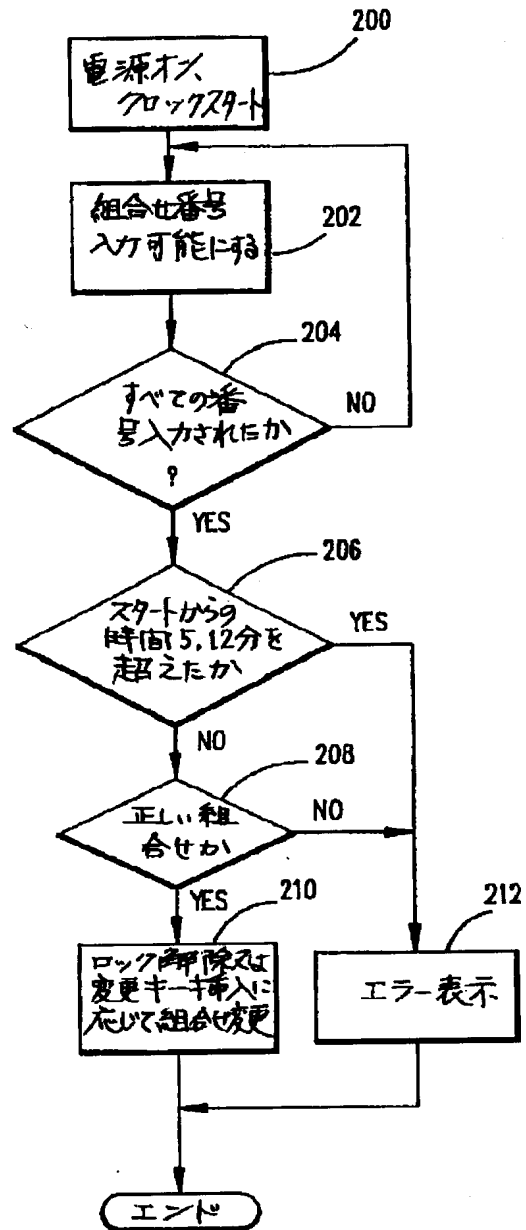 200
電源オン、
クロックスタート
組合せ番号
入力可能にする
202
204
すべての番
号入力されたか
?
NO
YES
206
スタートからの
時間5.12分を
超えたか
YES
NO
208
正しい組
合せか
NO
YES
210
ロック解除又は
変更キー挿入に
応じて組合せ変更
212
エラー表示
エンド